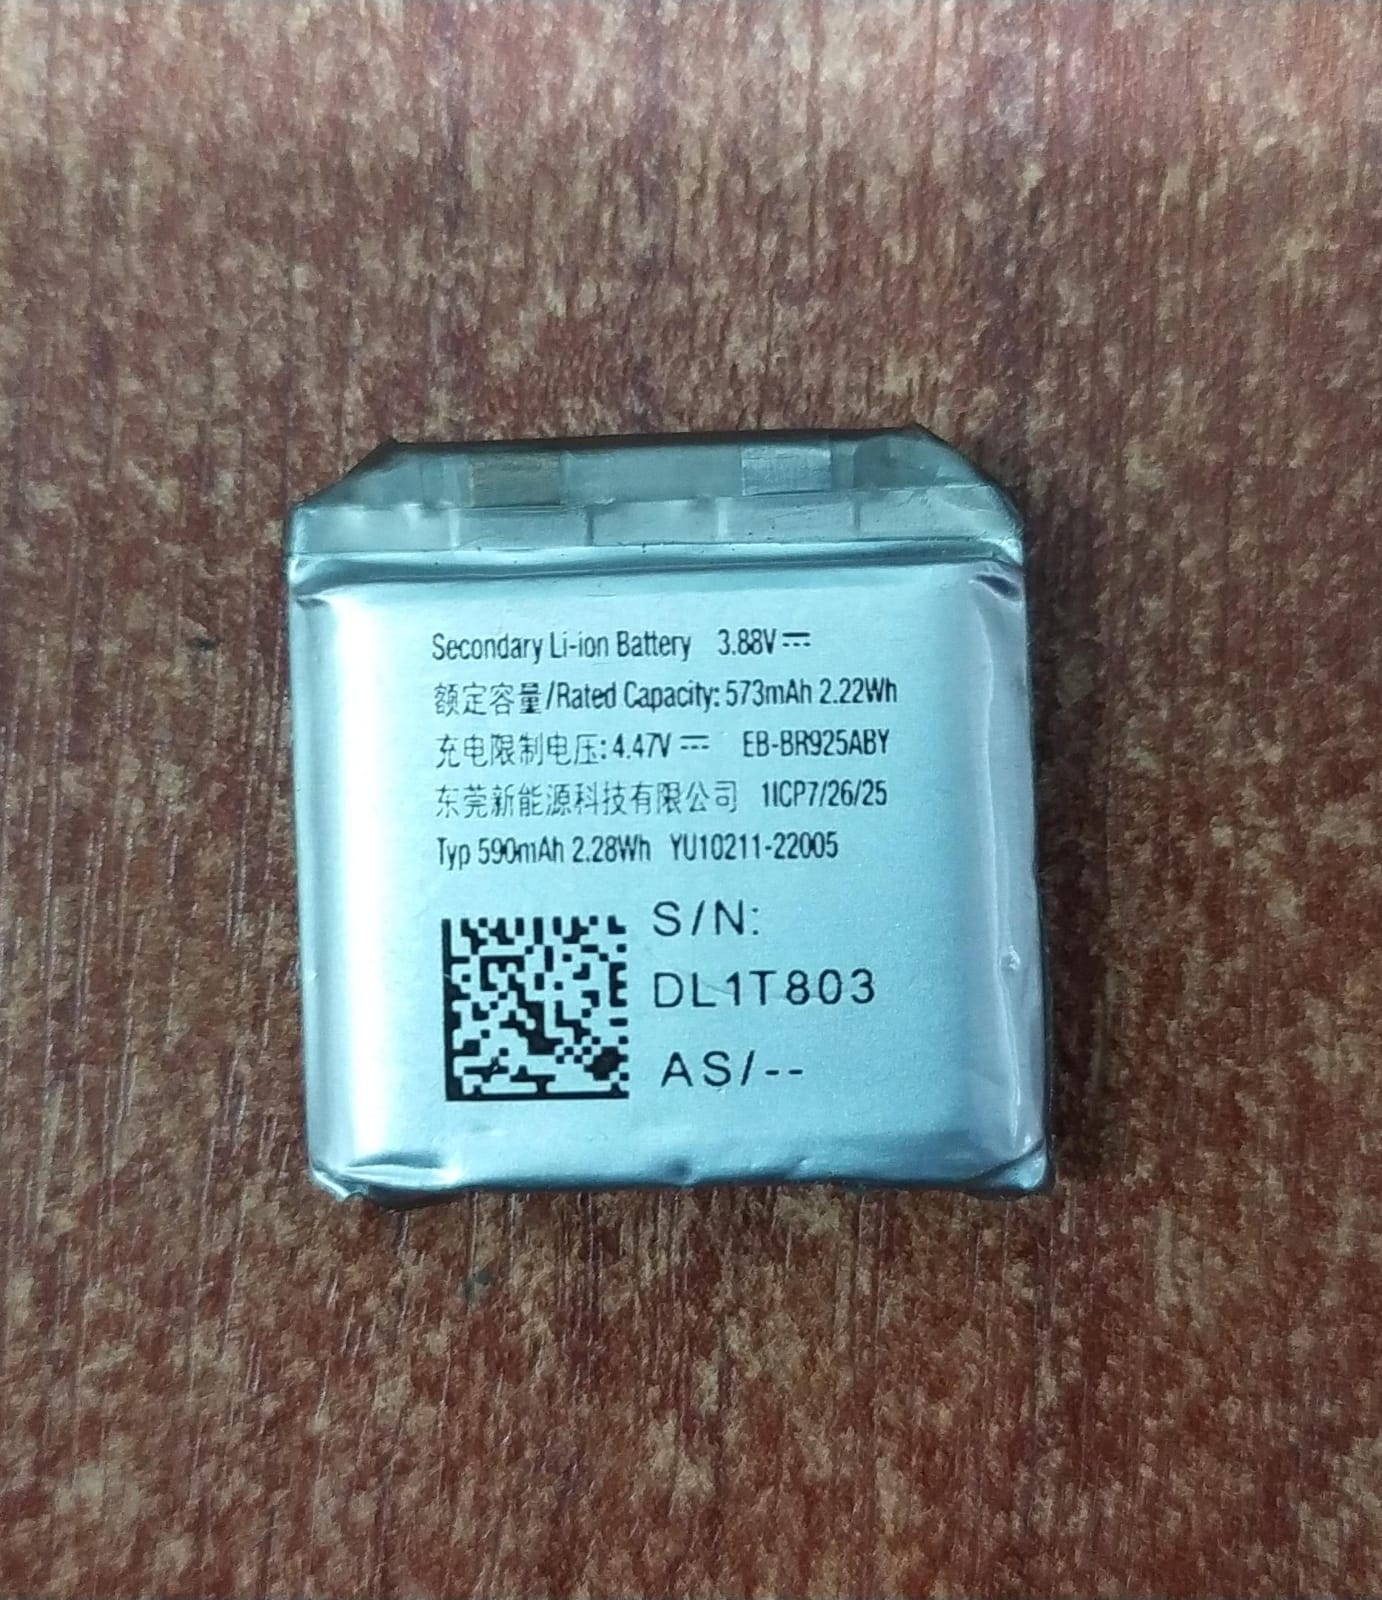 Secondary Li-ion Battery 3.88V⎓
额定容量/Rated Capacity: 573mAh 2.22Wh
充电限制电压: 4.47V⎓ EB-BR925ABY
东莞新能源科技有限公司 1ICP7/26/25
Typ 590mAh 2.28Wh YU10211-22005
S/N:
DL1T803
AS/--